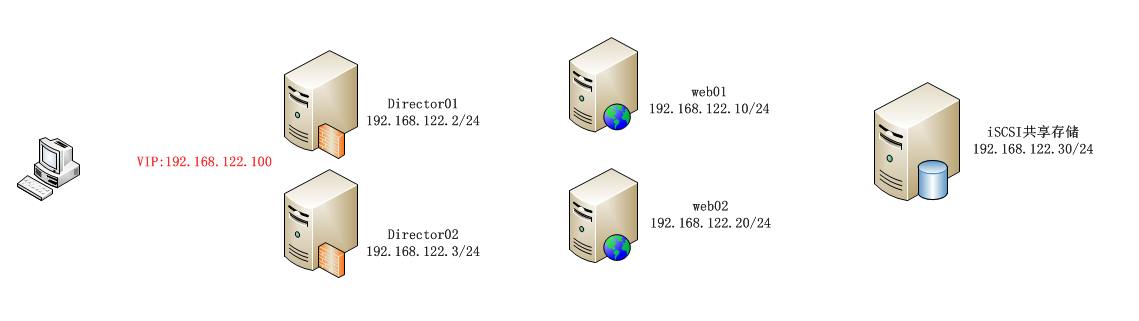 VIP:192.168.122.100
Director01
192.168.122.2/24
Director02
192.168.122.3/24
web01
192.168.122.10/24
web02
192.168.122.20/24
iSCSI共享存储
192.168.122.30/24